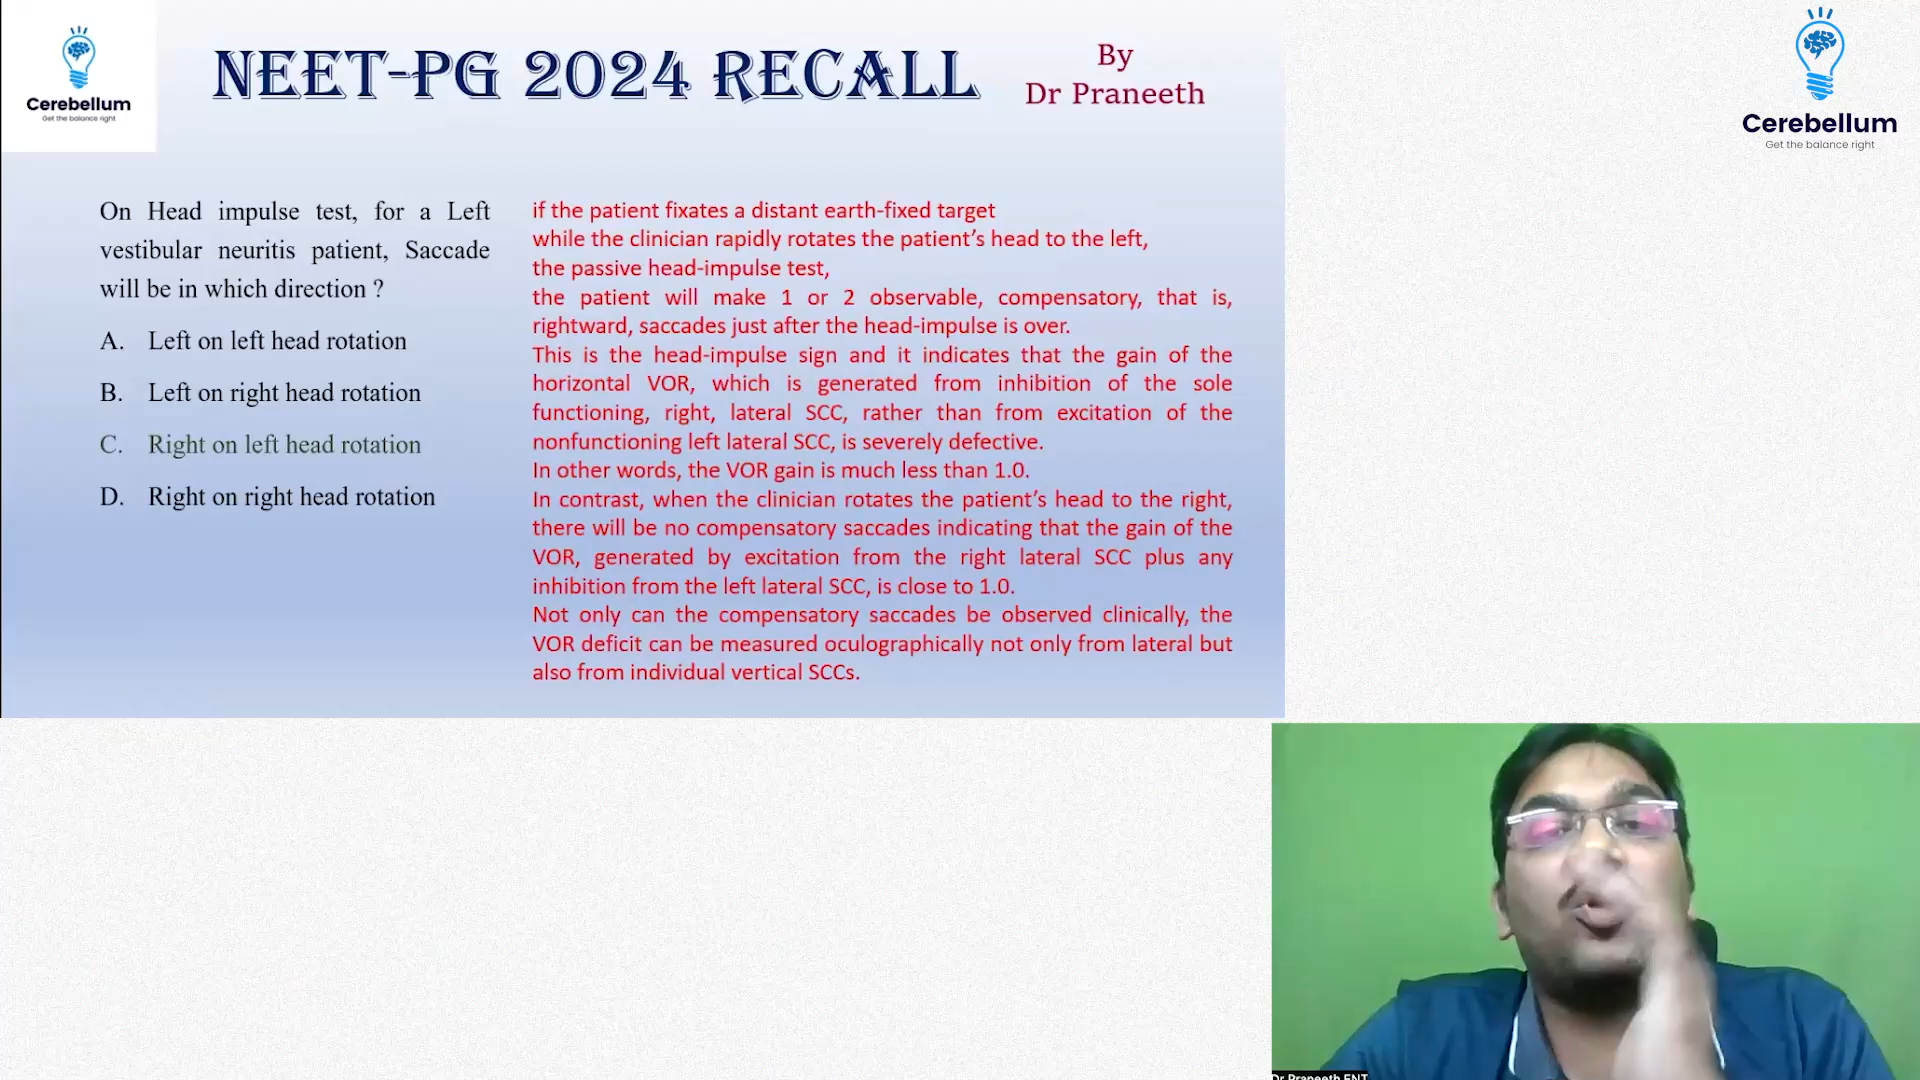 Cerebellum
Get the balance right
NEET-PG 2024 RECALL
By
Dr Praneeth
Cerebellum
Get the balance right
On Head impulse test, for a Left
vestibular neuritis patient, Saccade
will be in which direction ?
A. Left on left head rotation
B. Left on right head rotation
C. Right on left head rotation
D. Right on right head rotation
if the patient fixates a distant earth-fixed target
while the clinician rapidly rotates the patient's head to the left,
the passive head-impulse test,
the patient will make 1 or 2 observable, compensatory, that is,
rightward, saccades just after the head-impulse is over.
This is the head-impulse sign and it indicates that the gain of the
horizontal VOR, which is generated from inhibition of the sole
functioning, right, lateral SCC, rather than from excitation of the
nonfunctioning left lateral SCC, is severely defective.
In other words, the VOR gain is much less than 1.0.
In contrast, when the clinician rotates the patient's head to the right,
there will be no compensatory saccades indicating that the gain of the
VOR, generated by excitation from the right lateral SCC plus any
inhibition from the left lateral SCC, is close to 1.0.
Not only can the compensatory saccades be observed clinically, the
VOR deficit can be measured oculographically not only from lateral but
also from individual vertical SCCs.
Dr Praneeth ENT